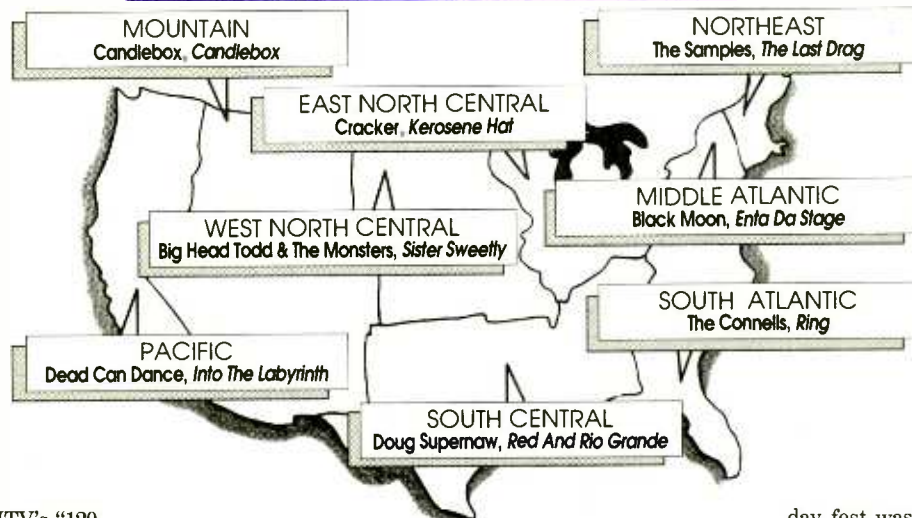 MOUNTAIN
Candlebox, Candlebox
NORTHEAST
The Samples, The Last Drag
EAST NORTH CENTRAL
Cracker, Kerosene Hat
MIDDLE ATLANTIC
Black Moon, Enta Da Stage
WEST NORTH CENTRAL
Big Head Todd & The Monsters, Sister Sweetly
SOUTH ATLANTIC
The Connells, Ring
PACIFIC
Dead Can Dance, Into The Labyrinth
SOUTH CENTRAL
Doug Supernaw, Red And Rio Grande
MTV's "120
day fest was